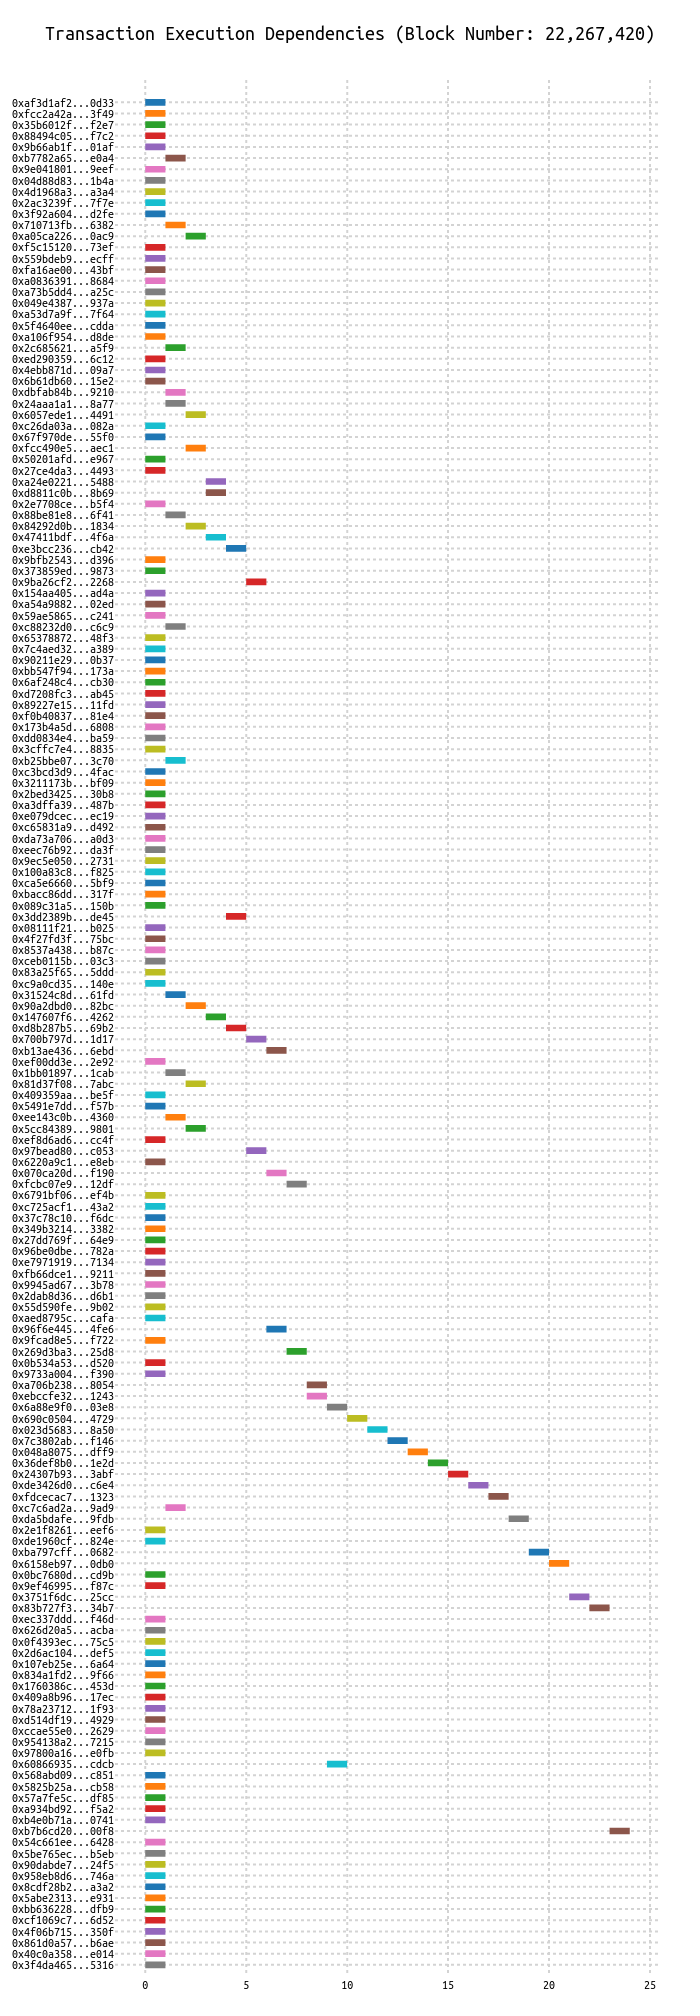 Transaction Execution Dependencies (Block Number: 22,267,420)
0xaf3d1af2...0d33
0xfcc2a42a...3f49
0x35b6012f...f2e7
0x88494c05...f7c2
0x9b66ab1f...01af
0xb7782a65...e0a4
0x9e041801...9eef
0x04d88d83...1b4a
0x4d1968a3...a3a4
0x2ac3239f...7f7e
0x3f92a604...d2fe
0x710713fb...6382
0xa05ca226...0ac9
0xf5c15120...73ef
0x559bdeb9...ecff
0xfa16ae00...43bf
0xa0836391...8684
0xa73b5dd4...a25c
0x049e4387...937a
0xa53d7a9f...7f64
0x5f4640ee...cdda
0xa106f954...d8de
0x2c685621...a5f9
0xed290359...6c12
0x4ebb871d...09a7
0x6b61db60...15e2
0xdbfab84b...9210
0x24aaa1a1...8a77
0x6057ede1...4491
0xc26da03a...082a
0x67f970de...55f0
0xfcc490e5...aec1
0x50201afd...e967
0x27ce4da3...4493
0xa24e0221...5488
0xd8811c0b...8b69
0x2e7708ce...b5f4
0x88be81e8...6f41
0x84292d0b...1834
0x47411bdf...4f6a
0xe3bcc236...cb42
0x9bfb2543...d396
0x373859ed...9873
0x9ba26cf2...2268
0x154aa405...ad4a
0xa54a9882...02ed
0x59ae5865...c241
0xc88232d0...c6c9
0x65378872...48f3
0x7c4aed32...a389
0x90211e29...0b37
0xbb547f94...173a
0x6af248c4...cb30
0xd7208fc3...ab45
0x89227e15...11fd
0xf0b40837...81e4
0x173b4a5d...6808
0xdd0834e4...ba59
0x3cffc7e4...8835
0xb25bbe07...3c70
0xc3bcd3d9...4fac
0x3211173b...bf09
0x2bed3425...30b8
0xa3dffa39...487b
0xe079dcec...ec19
0xc65831a9...d492
0xda73a706...a0d3
0xeec76b92...da3f
0x9ec5e050...2731
0x100a83c8...f825
0xca5e6660...5bf9
0xbacc86dd...317f
0x089c31a5...150b
0x3dd2389b...de45
0x08111f21...b025
0x4f27fd3f...75bc
0x8537a438...b87c
0xceb0115b...03c3
0x83a25f65...5ddd
0xc9a0cd35...140e
0x31524c8d...61fd
0x90a2dbd0...82bc
0x147607f6...4262
0xd8b287b5...69b2
0x700b797d...1d17
0xb13ae436...6ebd
0xef00dd3e...2e92
0x1bb01897...1cab
0x81d37f08...7abc
0x409359aa...be5f
0x5491e7dd...f57b
0xee143c0b...4360
0x5cc84389...9801
0xef8d6ad6...cc4f
0x97bead80...c053
0x6220a9c1...e8eb
0x070ca20d...f190
0xfcbc07e9...12df
0x6791bf06...ef4b
0xc725acf1...43a2
0x37c78c10...f6dc
0x349b3214...3382
0x27dd769f...64e9
0x96be0dbe...782a
0xe7971919...7134
0xfb66dce1...9211
0x9945ad67...3b78
0x2dab8d36...d6b1
0x55d590fe...9b02
0xaed8795c...cafa
0x96f6e445...4fe6
0x9fcad8e5...f722
0x269d3ba3...25d8
0x0b534a53...d520
0x9733a004...f390
0xa706b238...8054
0xebccfe32...1243
0x6a88e9f0...03e8
0x690c0504...4729
0x023d5683...8a50
0x7c3802ab...f146
0x048a8075...dff9
0x36def8b0...1e2d
0x24307b93...3abf
0xde3426d0...c6e4
0xfdcecac7...1323
0xc7c6ad2a...9ad9
0xda5bdafe...9fdb
0x2e1f8261...eef6
0xde1960cf...824e
0xba797cff...0682
0x6158eb97...0db0
0x0bc7680d...cd9b
0x9ef46995...f87c
0x3751f6dc...25cc
0x83b727f3...34b7
0xec337ddd...f46d
0x626d20a5...acba
0x0f4393ec...75c5
0x2d6ac104...def5
0x107eb25e...6a64
0x834a1fd2...9f66
0x1760386c...453d
0x409a8b96...17ec
0x78a23712...1f93
0xd514df19...4929
0xccae55e0...2629
0x954138a2...7215
0x97800a16...e0fb
0x60866935...cdcb
0x568abd09...c851
0x5825b25a...cb58
0x57a7fe5c...df85
0xa934bd92...f5a2
0xb4e0b71a...0741
0xb7b6cd20...00f8
0x54c661ee...6428
0x5be765ec...b5eb
0x90dabde7...24f5
0x958eb8d6...746a
0x8cdf28b2...a3a2
0x5abe2313...e931
0xbb636228...dfb9
0xcf1069c7...6d52
0x4f06b715...350f
0x861d0a57...b6ae
0x40c0a358...e014
0x3f4da465...5316
0 5 10 15 20 25